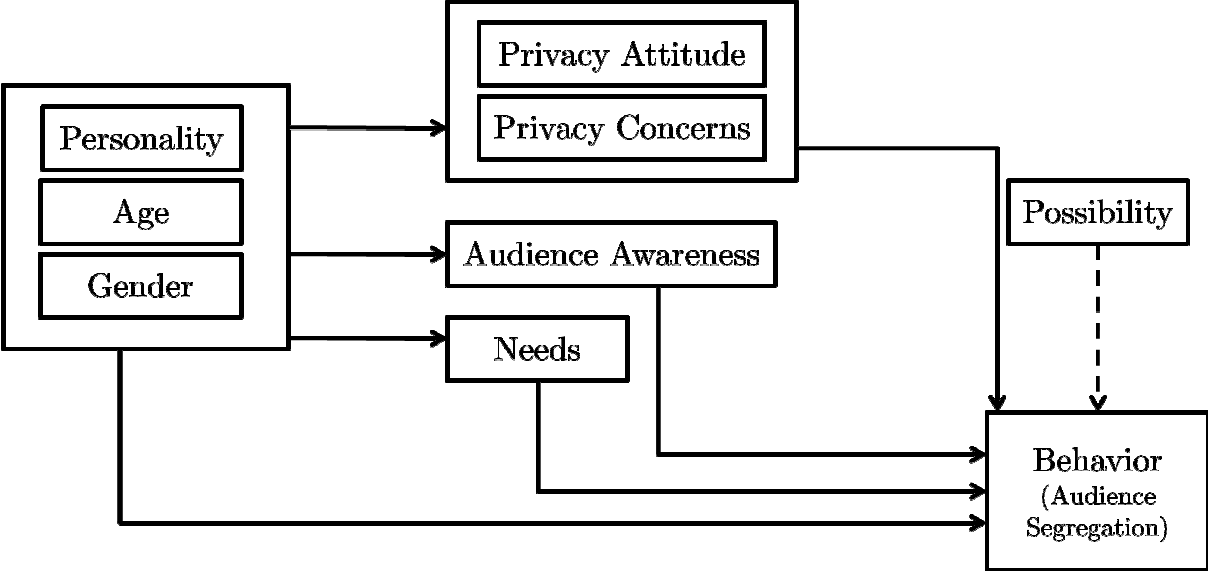 Personality
Age
Gender
Privacy Attitude
Privacy Concerns
Audience Awareness
Needs
Possibility
Behavior
(Audience
Segregation)